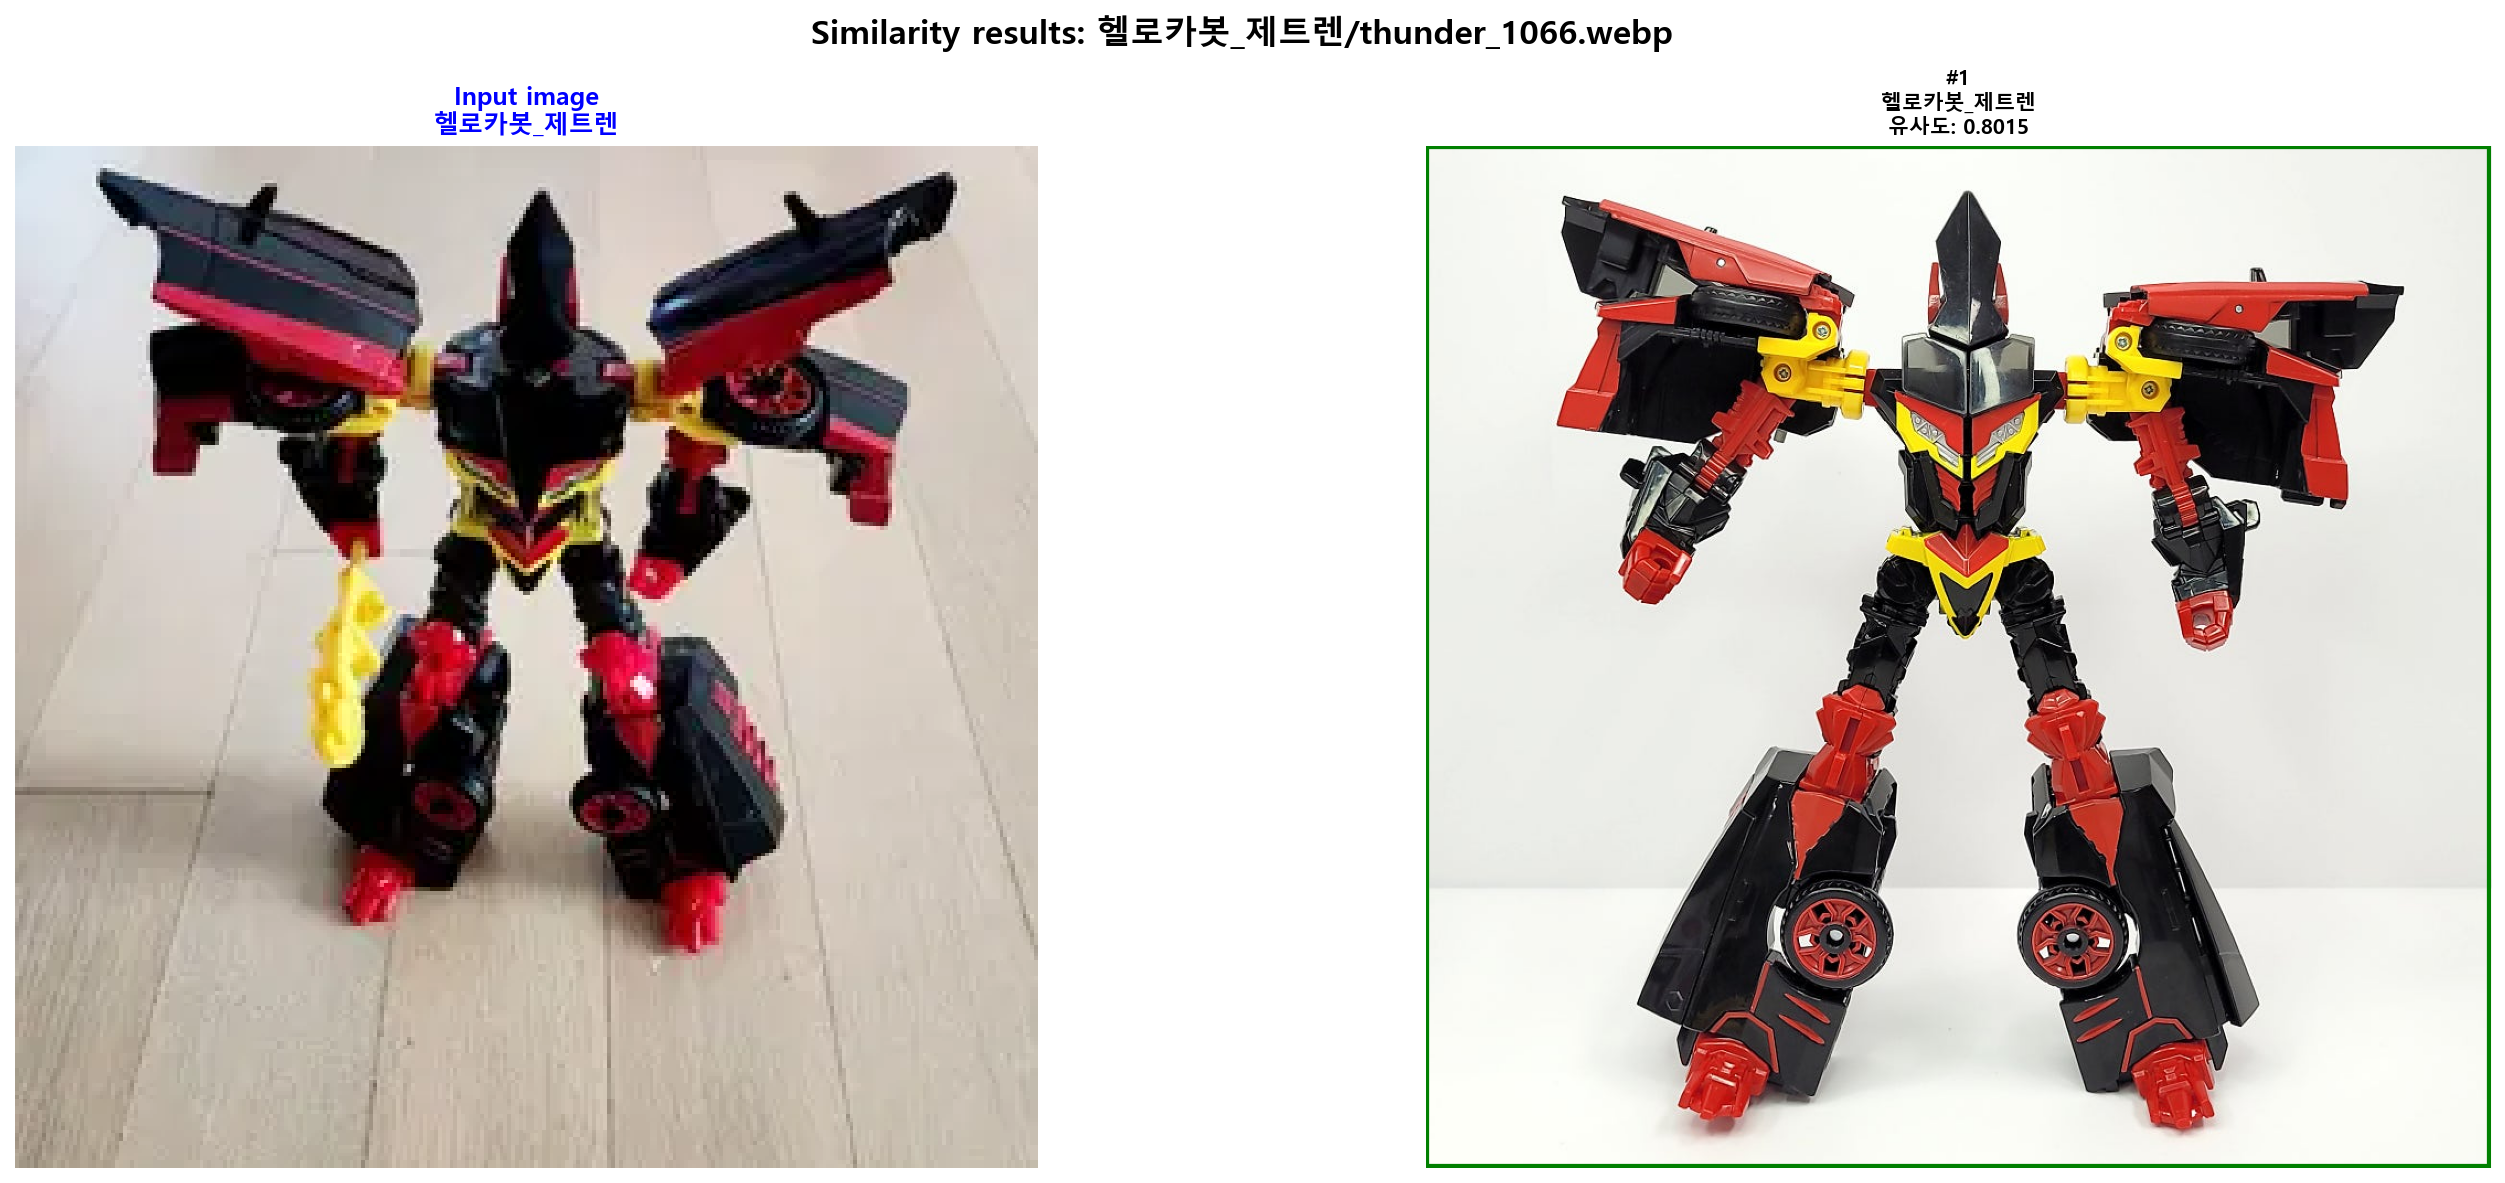 Similarity results: 헬로카봇_제트렌/thunder_1066.webp
Input image
헬로카봇_제트렌
#1
헬로카봇_제트렌
유사도: 0.8015